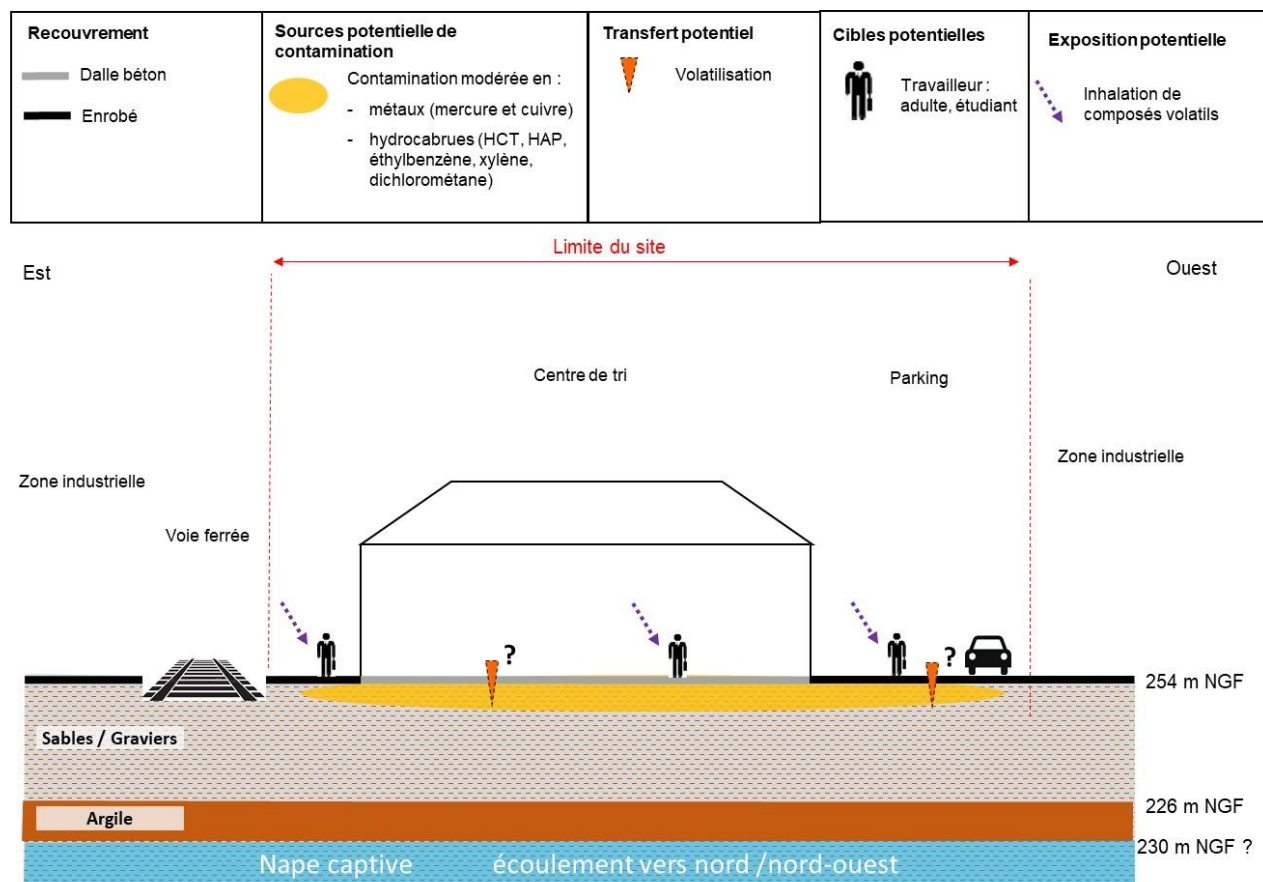 Recouvrement
Dalle béton
Enrobé
Sources potentielle de
contamination
Contamination modérée en :
- métaux (mercure et cuivre)
- hydrocabrues (HCT, HAP,
éthylbenzène, xylène,
dichlorométane)
Transfert potentiel
Volatilisation
Cibles potentielles
Travailleur :
adulte, étudiant
Exposition potentielle
Inhalation de
composés volatils
Limite du site
Est
Ouest
Centre de tri
Parking
Zone industrielle
Zone industrielle
Voie ferrée
?
?
254 m NGF
Sables / Graviers
226 m NGF
Argile
230 m NGF ?
Nape captive écoulement vers nord /nord-ouest